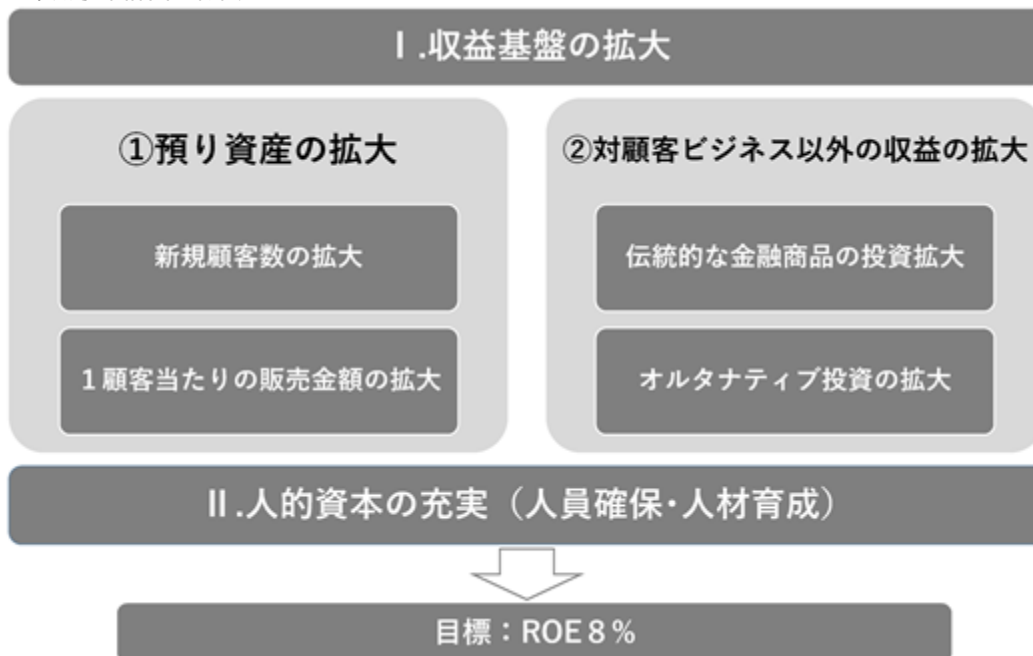 Ⅰ.収益基盤の拡大
①預り資産の拡大
新規顧客数の拡大
１顧客当たりの販売金額の拡大
②対顧客ビジネス以外の収益の拡大
伝統的な金融商品の投資拡大
オルタナティブ投資の拡大
Ⅱ.人的資本の充実（人員確保･人材育成）
目標：ROE８％